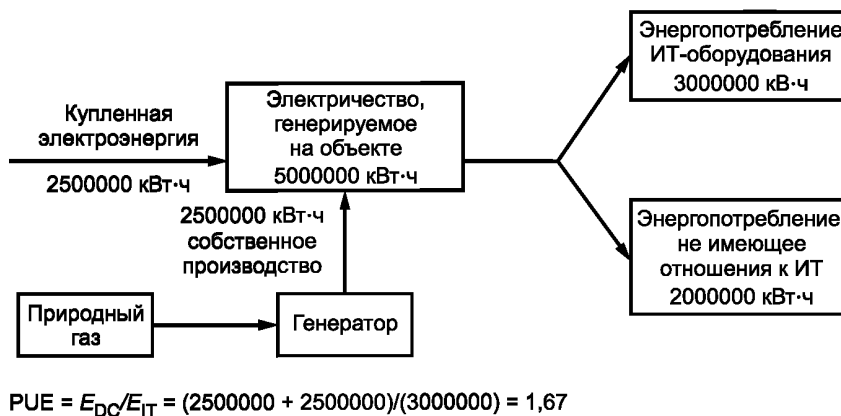 Купленная
электроэнергия
2500000 кВт·ч
Электричество,
генерируемое
на объекте
5000000 кВт·ч
2500000 кВт·ч
собственное
производство
Природный
газ
Генератор
Энергопотребление
ИТ-оборудования
3000000 кВ·ч
Энергопотребление,
не имеющее
отношения к ИТ
2000000 кВт·ч
PUE = E_DC/E_IT = (2500000 + 2500000)/(3000000) = 1,67